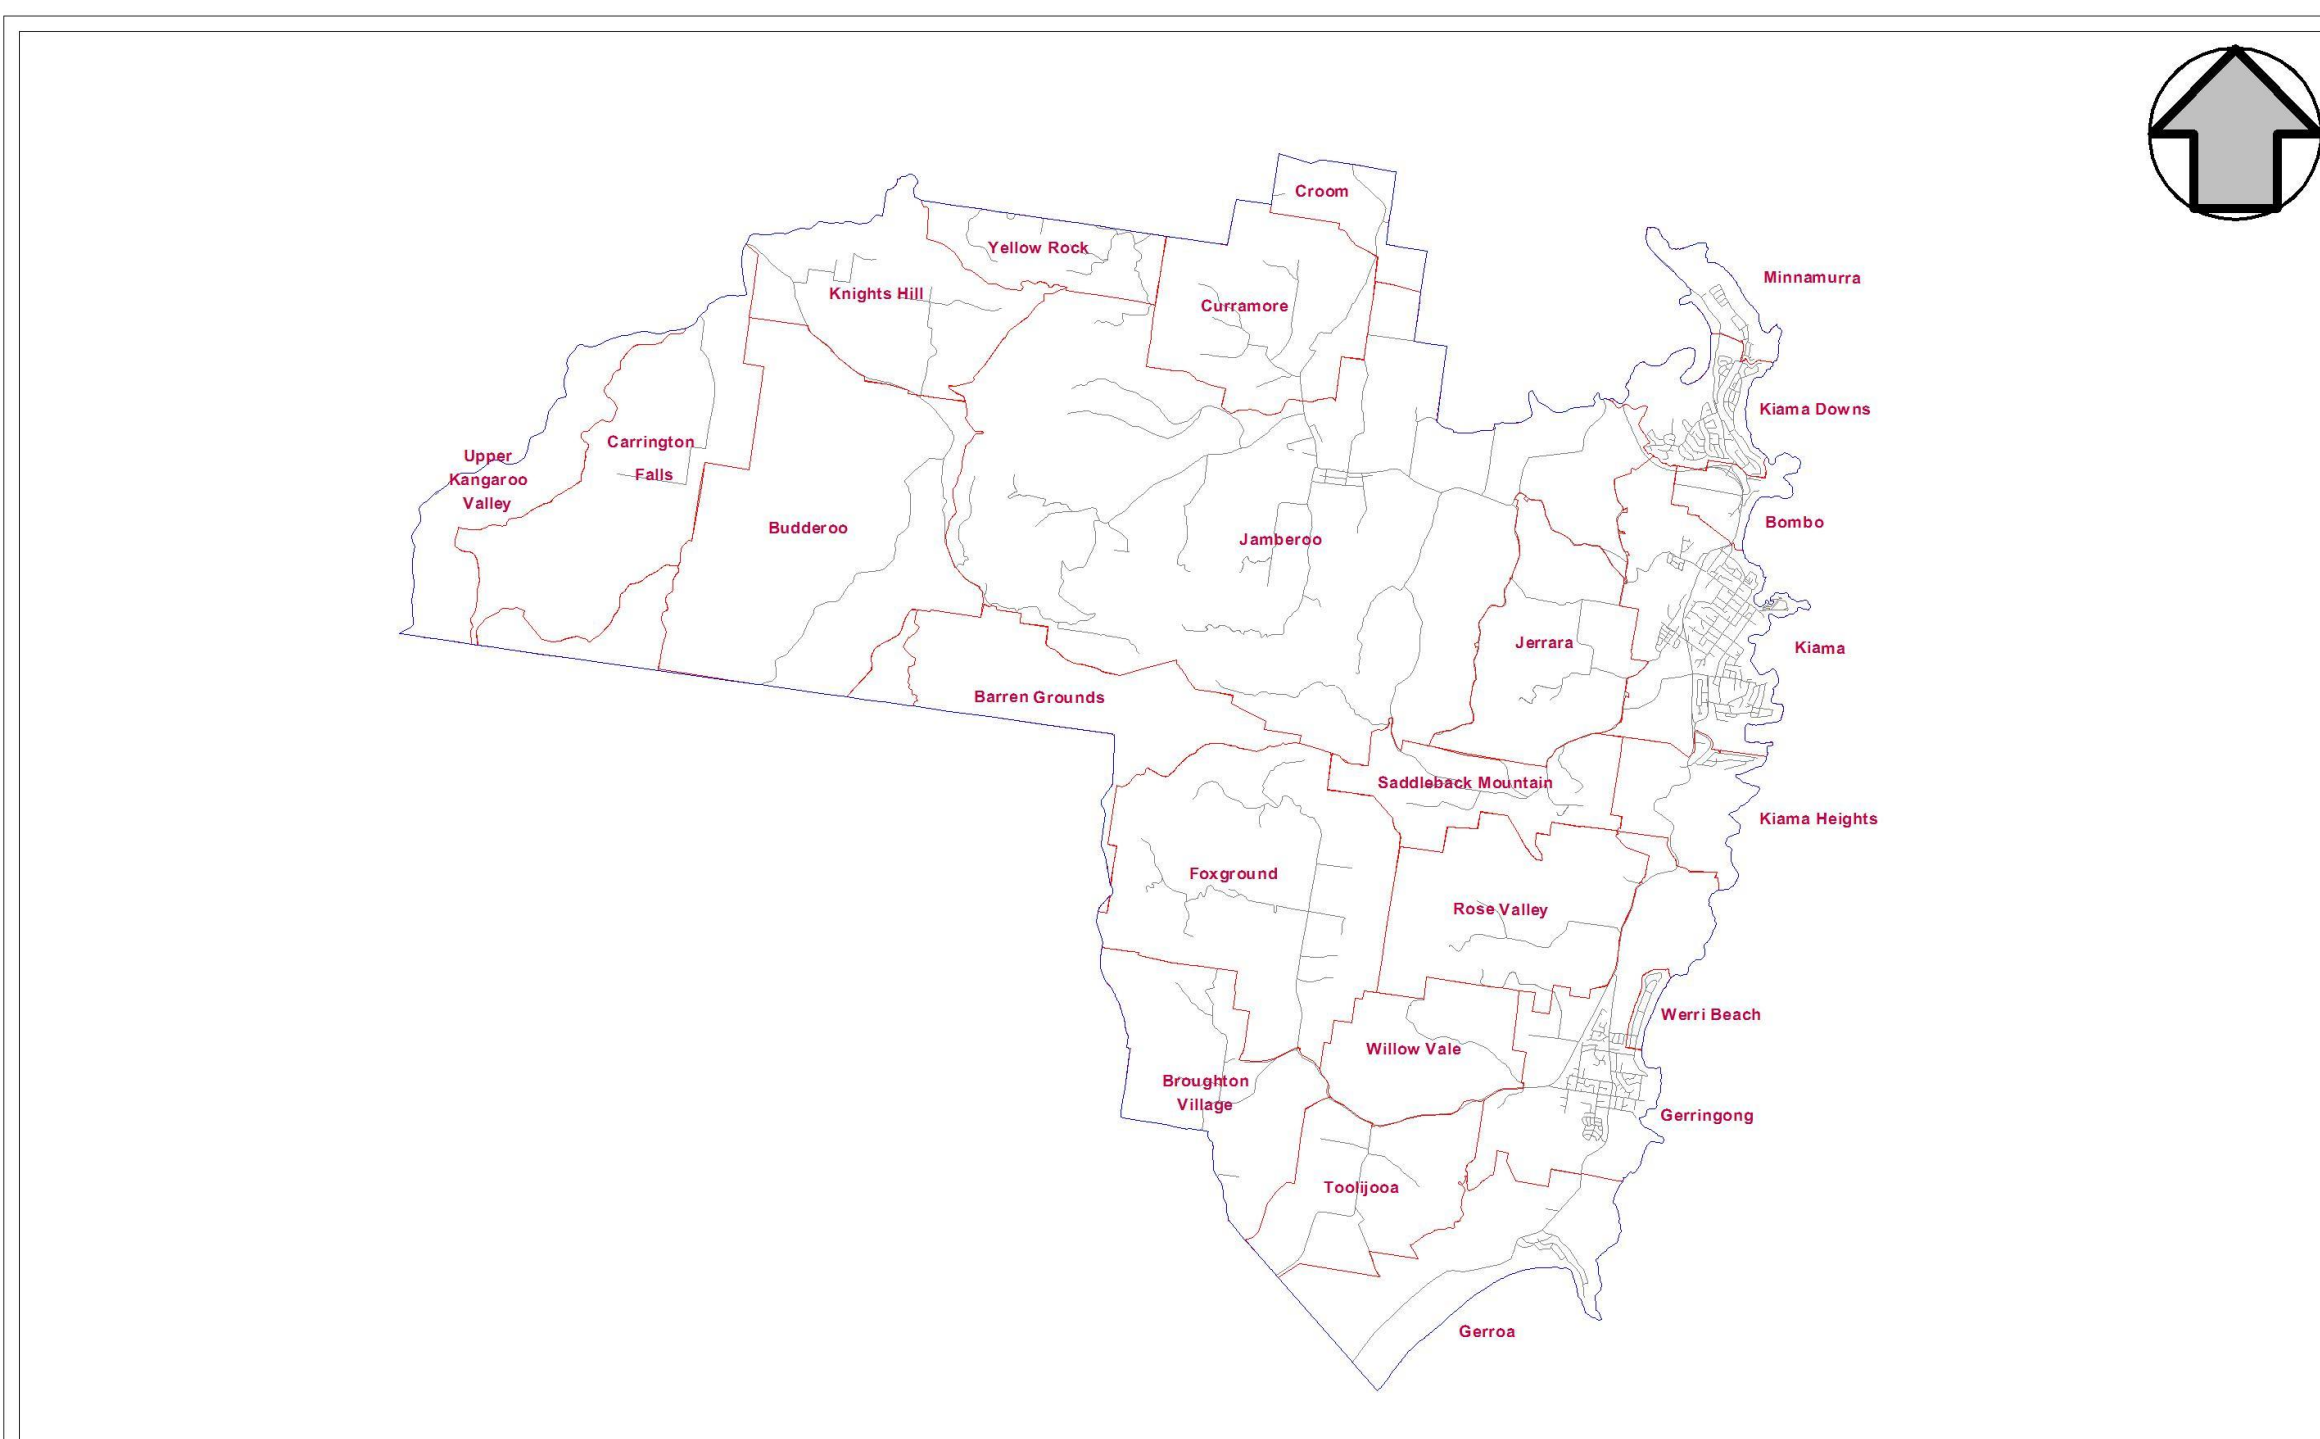 Croom
Yellow Rock
Minnamurra
Knights Hill
Curramore
Kiama Downs
Carrington
Falls
Upper
Kangaroo
Valley
Budderoo
Bombo
Jamberoo
Jerrara
Kiama
Barren Grounds
Saddleback Mountain
Kiama Heights
Foxground
Rose Valley
Werri Beach
Willow Vale
Broughton
Village
Gerringong
Toolijooa
Gerroa